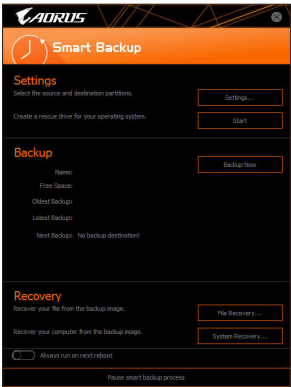 AORUS
Smart Backup
Settings
Select the source and destination partitions.
Settings...
Create a rescue drive for your operating system.
Start
Backup
Backup Now
Name:
Free Space:
Oldest Backup:
Latest Backup:
Next Backup: No backup destination!
Recovery
Recover your file from the backup image.
File Recovery...
Recover your computer from the backup image.
System Recovery...
Always run on next reboot
Pause smart backup process